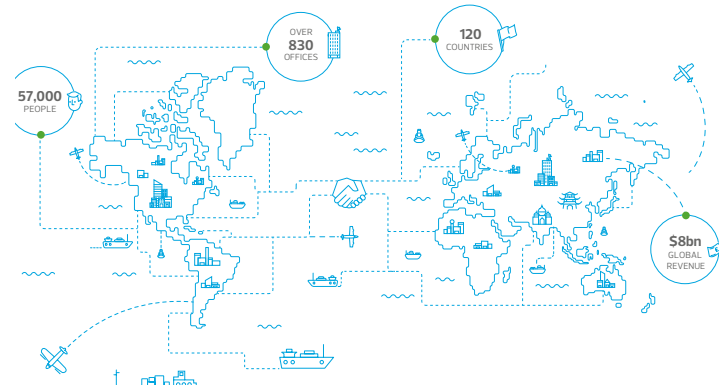 OVER
830
OFFICES
120
COUNTRIES
57,000
PEOPLE
$8bn
GLOBAL
REVENUE